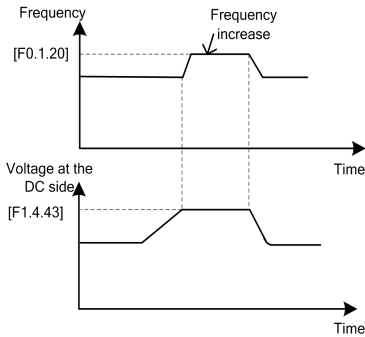 Frequency
Frequency
increase
[F0.1.20]
Time
Voltage at the
DC side
[F1.4.43]
Time